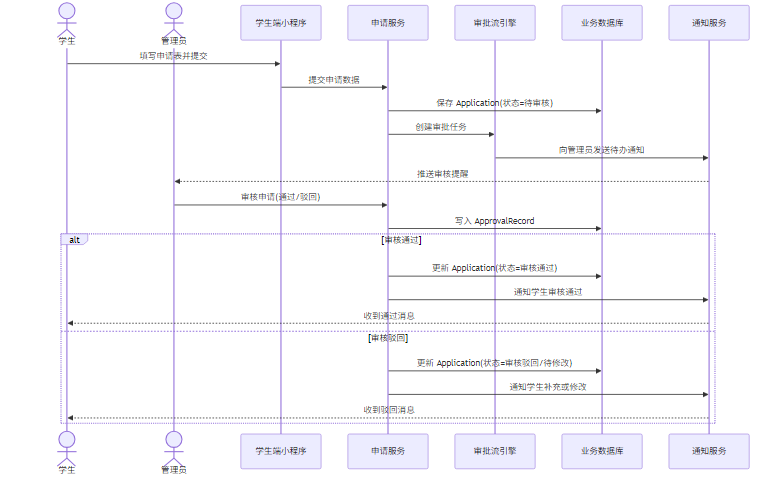 学生
管理员
学生端小程序
申请服务
审批流引擎
业务数据库
通知服务
填写申请表并提交
提交申请数据
保存 Application(状态=待审核)
创建审批任务
向管理员发送待办通知
推送审核提醒
审核申请(通过/驳回)
写入 ApprovalRecord
alt
[审核通过]
更新 Application(状态=审核通过)
通知学生审核通过
收到通过消息
[审核驳回]
更新 Application(状态=审核驳回/待修改)
通知学生补充或修改
收到驳回消息
学生
管理员
学生端小程序
申请服务
审批流引擎
业务数据库
通知服务